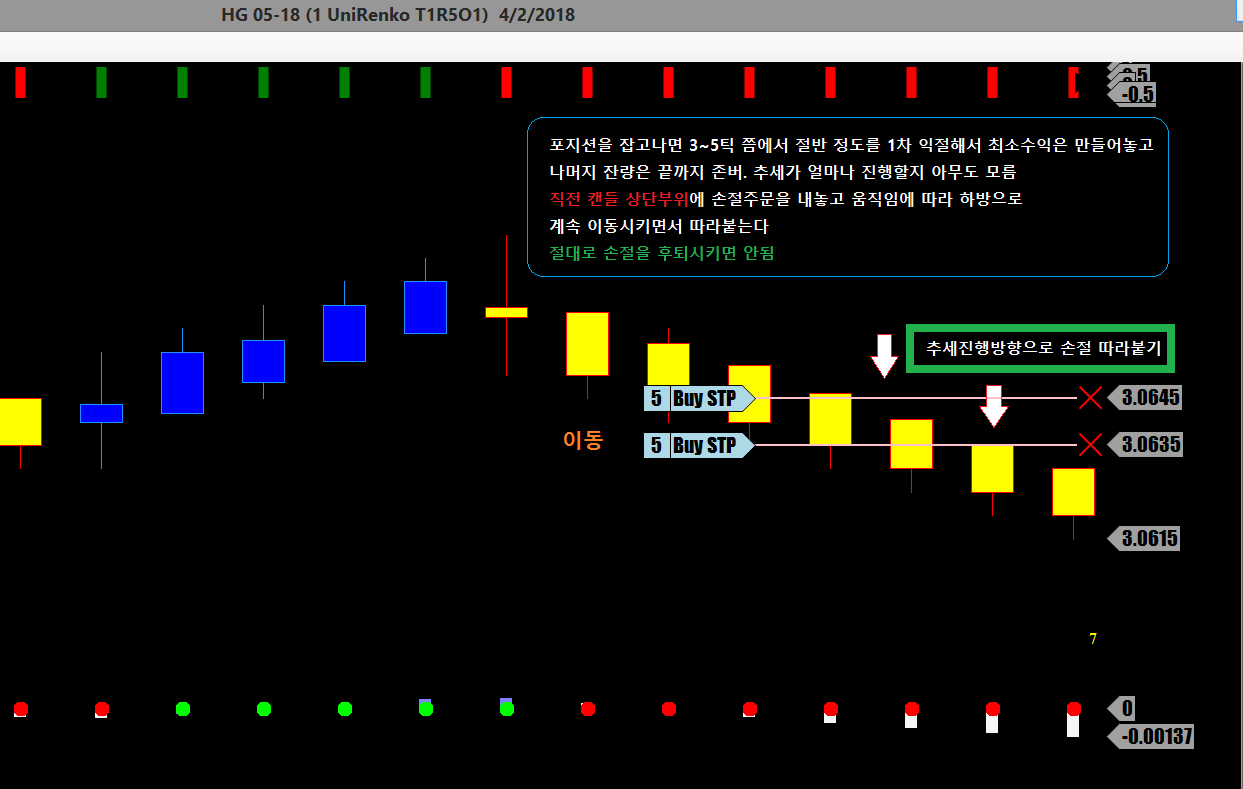 HG 05-18 (1 UniRenko T1R5O1) 4/2/2018
-0.5
포지션을 잡고나면 3~5틱 쯤에서 절반 정도를 1차 익절해서 최소수익은 만들어놓고
나머지 잔량은 끝까지 존버. 추세가 얼마나 진행할지 아무도 모름
직전 캔들 상단부위에 손절주문을 내놓고 움직임에 따라 하방으로
계속 이동시키면서 따라붙는다
절대로 손절을 후퇴시키면 안됨
추세진행방향으로 손절 따라붙기
5 Buy STP
3.0645
이동
5 Buy STP
3.0635
3.0615
7
0
-0.00137